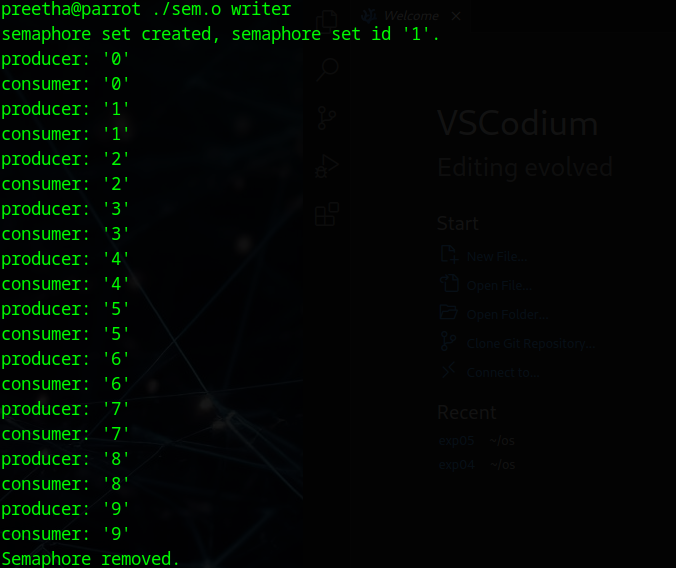 preetha@parrot ./sem.o writer
semaphore set created, semaphore set id '1'.
producer: '0'
consumer: '0'
producer: '1'
consumer: '1'
producer: '2'
consumer: '2'
producer: '3'
consumer: '3'
producer: '4'
consumer: '4'
producer: '5'
consumer: '5'
producer: '6'
consumer: '6'
producer: '7'
consumer: '7'
producer: '8'
consumer: '8'
producer: '9'
consumer: '9'
Semaphore removed.
Welcome
VSCodium
Editing evolved
Start
New File...
Open File...
Open Folder...
Clone Git Repository...
Connect to...
Recent
exp05 ~/os
exp04 ~/os